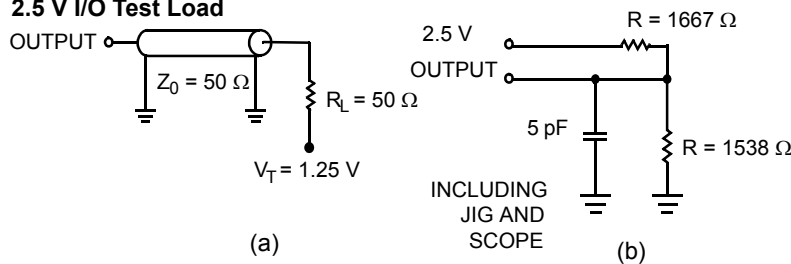 2.5 V I/O Test Load
OUTPUT
Z0 = 50 Ω
RL = 50 Ω
VT = 1.25 V
(a)
2.5 V
OUTPUT
R = 1667 Ω
5 pF
R = 1538 Ω
INCLUDING
JIG AND
SCOPE
(b)